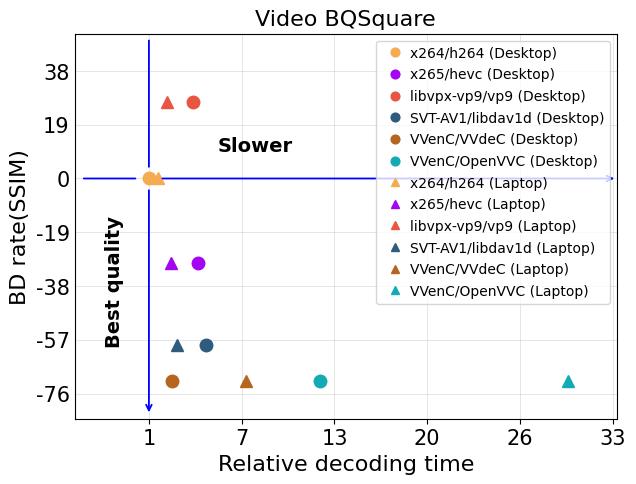 Video BQSquare
BD rate(SSIM)
38
19
0
-19
-38
-57
-76
Slower
Best quality
x264/h264 (Desktop)
x265/hevc (Desktop)
libvpx-vp9/vp9 (Desktop)
SVT-AV1/libdav1d (Desktop)
VVenC/VVdeC (Desktop)
VVenC/OpenVVC (Desktop)
x264/h264 (Laptop)
x265/hevc (Laptop)
libvpx-vp9/vp9 (Laptop)
SVT-AV1/libdav1d (Laptop)
VVenC/VVdeC (Laptop)
VVenC/OpenVVC (Laptop)
1 7 13 20 26 33
Relative decoding time